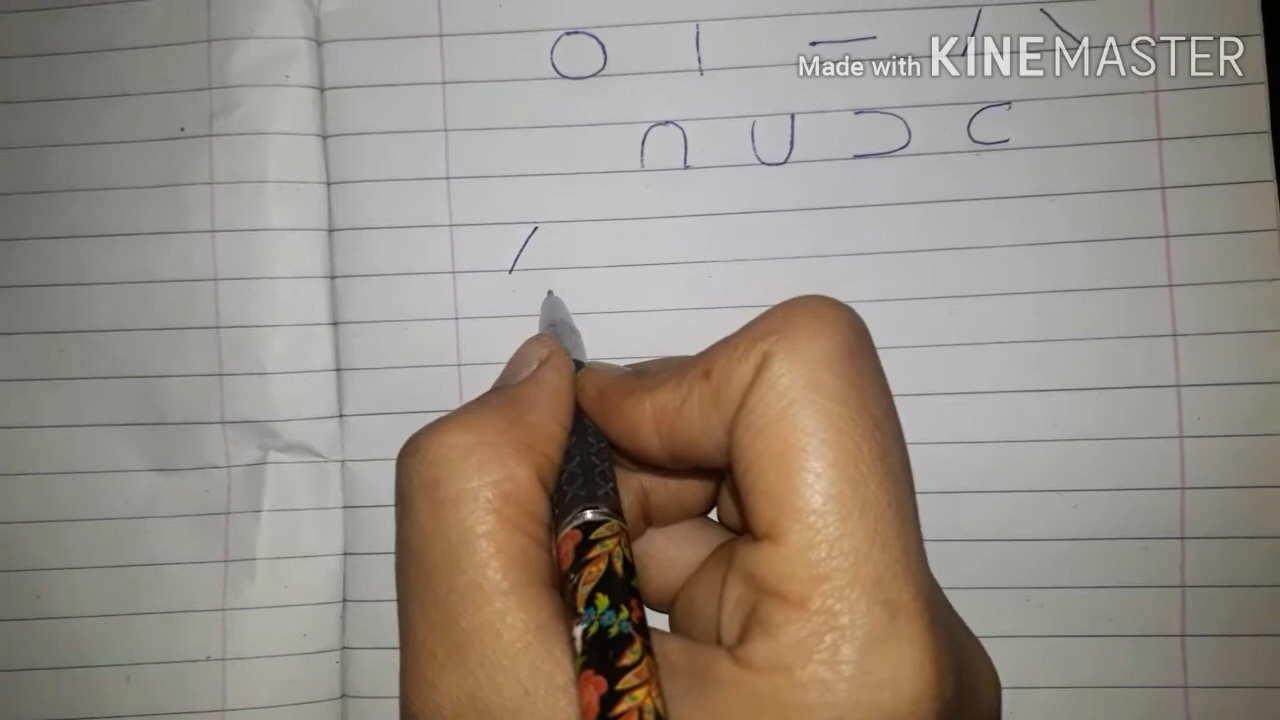 O | — / \
Made with KINEMASTER
∩ U ⊃ C
/